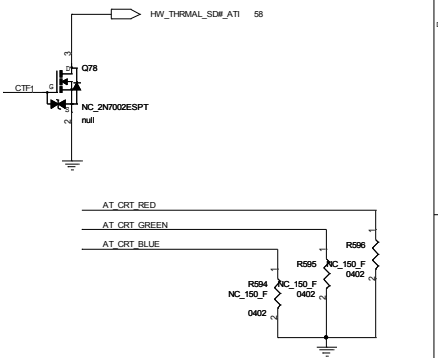 HW_THRMAL_SD#_ATI 58
3
D
Q78
CTF1
G
S
NC_2N7002ESPT
2
null
AT_CRT_RED
AT_CRT_GREEN
AT_CRT_BLUE
1
1
1
R596
R595
NC_150_F
R594
NC_150_F
0402
NC_150_F
0402
2
2
0402
2